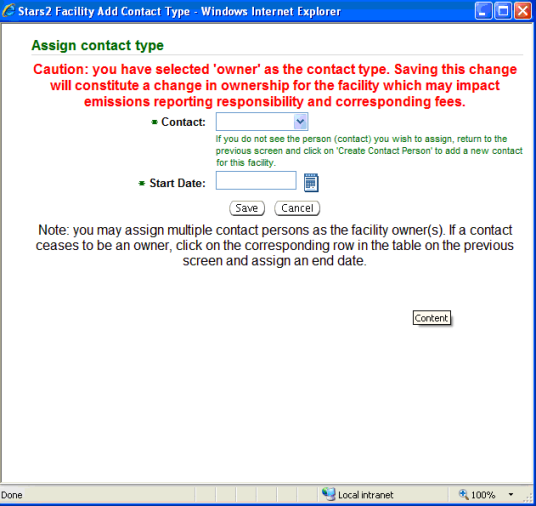 Stars2 Facility Add Contact Type - Windows Internet Explorer
Assign contact type
Caution: you have selected 'owner' as the contact type. Saving this change
will constitute a change in ownership for the facility which may impact
emissions reporting responsibility and corresponding fees.
Contact:
If you do not see the person (contact) you wish to assign, return to the
previous screen and click on 'Create Contact Person' to add a new contact
for this facility.
Start Date:
Save Cancel
Note: you may assign multiple contact persons as the facility owner(s). If a contact
ceases to be an owner, click on the corresponding row in the table on the previous
screen and assign an end date.
Content
Done Local intranet 100%